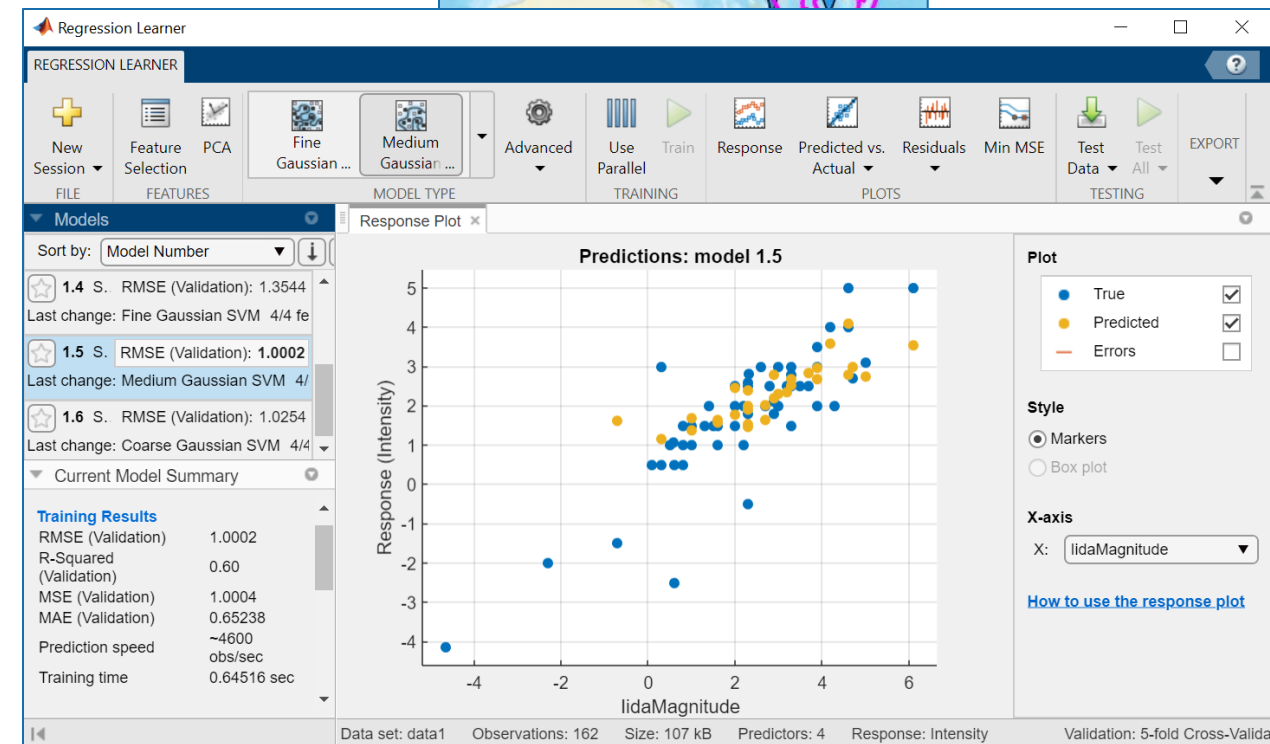 Regression Learner
REGRESSION LEARNER
?
New Session
Feature Selection
PCA
Fine Gaussian ...
Medium Gaussian ...
Advanced
Use Parallel
Train
Response
Predicted vs. Actual
Residuals
Min MSE
Test Data
Test All
EXPORT
FILE
FEATURES
MODEL TYPE
TRAINING
PLOTS
TESTING
Models
Sort by: Model Number
1.4 S. RMSE (Validation): 1.3544
Last change: Fine Gaussian SVM 4/4 fe
1.5 S. RMSE (Validation): 1.0002
Last change: Medium Gaussian SVM 4/
1.6 S. RMSE (Validation): 1.0254
Last change: Coarse Gaussian SVM 4/4
Current Model Summary
Training Results
RMSE (Validation) 1.0002
R-Squared (Validation) 0.60
MSE (Validation) 1.0004
MAE (Validation) 0.65238
Prediction speed ~4600 obs/sec
Training time 0.64516 sec
Response Plot
Predictions: model 1.5
Response (Intensity)
5
4
3
2
1
0
-1
-2
-3
-4
-4 -2 0 2 4 6
IidaMagnitude
Plot
True
Predicted
Errors
Style
Markers
Box plot
X-axis
X: IidaMagnitude
How to use the response plot
Data set: data1 Observations: 162 Size: 107 kB Predictors: 4 Response: Intensity Validation: 5-fold Cross-Valida